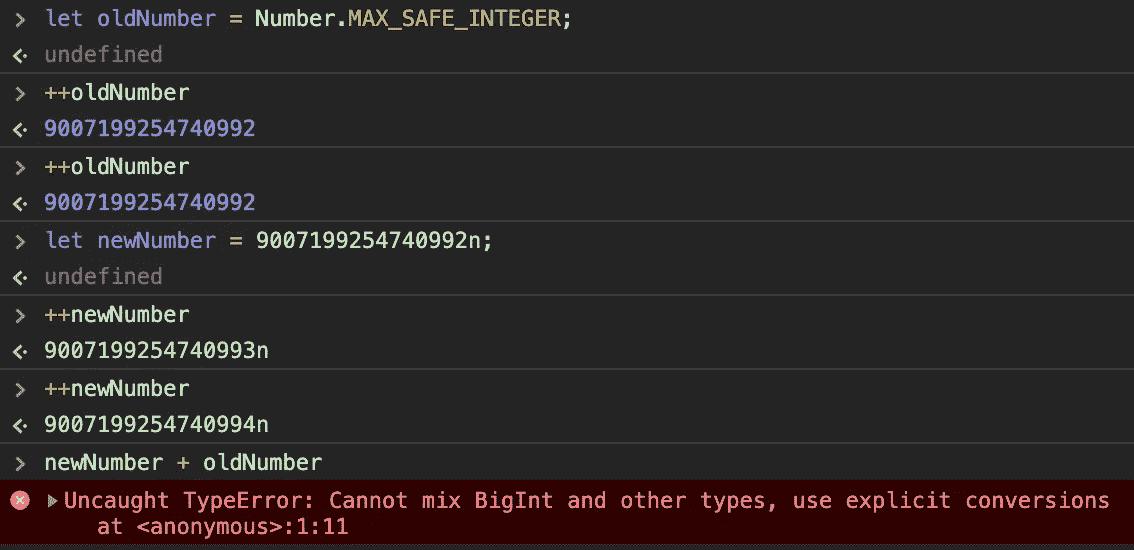 > let oldNumber = Number.MAX_SAFE_INTEGER;
<· undefined
> ++oldNumber
<· 9007199254740992
> ++oldNumber
<· 9007199254740992
> let newNumber = 9007199254740992n;
<· undefined
> ++newNumber
<· 9007199254740993n
> ++newNumber
<· 9007199254740994n
> newNumber + oldNumber
Uncaught TypeError: Cannot mix BigInt and other types, use explicit conversions
at <anonymous>:1:11